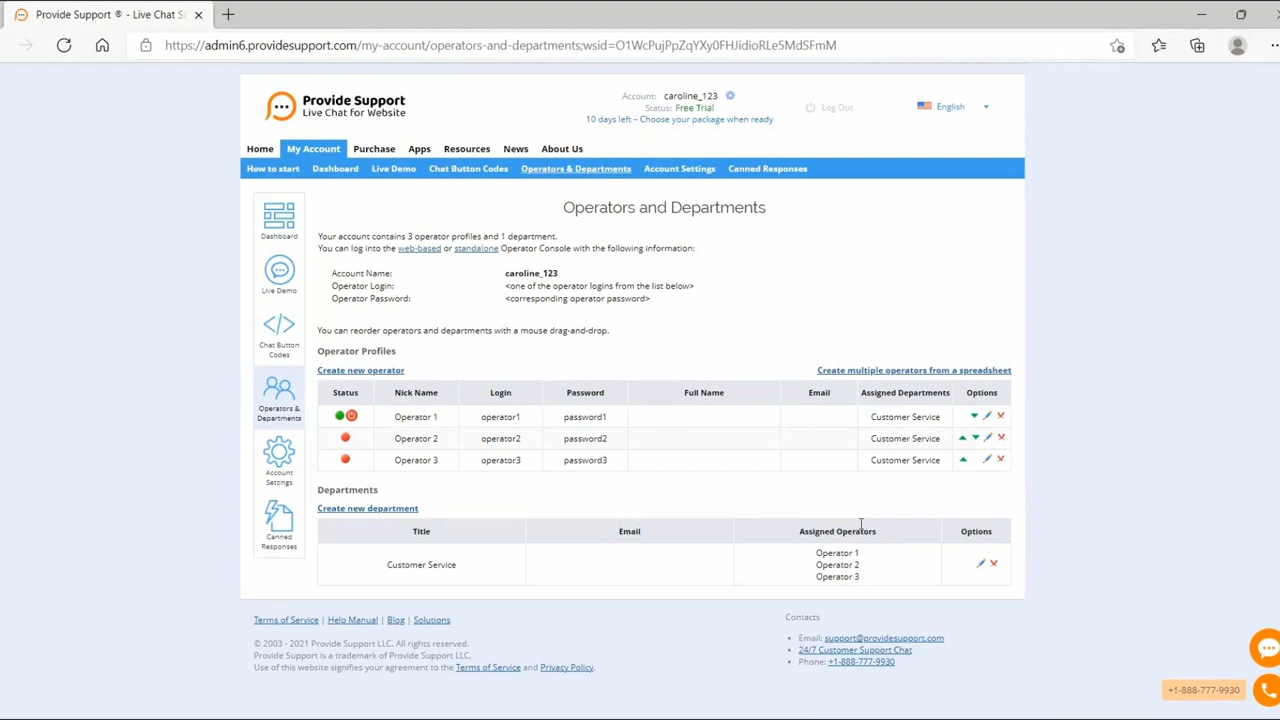 Provide Support ® - Live Chat S
https://admin6.providesupport.com/my-account/operators-and-departments;wsid=O1WcPujPpZqYXy0FHJidioRLe5MdSFmM
Provide Support
Live Chat for Website
Account: caroline_123
Status: Free Trial
10 days left – Choose your package when ready
Log Out
English
Home My Account Purchase Apps Resources News About Us
How to start Dashboard Live Demo Chat Button Codes Operators & Departments Account Settings Canned Responses
Dashboard
Live Demo
Chat Button
Codes
Operators &
Departments
Account
Settings
Canned
Responses
Operators and Departments
Your account contains 3 operator profiles and 1 department.
You can log into the web-based or standalone Operator Console with the following information:
Account Name: caroline_123
Operator Login: <one of the operator logins from the list below>
Operator Password: <corresponding operator password>
You can reorder operators and departments with a mouse drag-and-drop.
Operator Profiles
Create new operator Create multiple operators from a spreadsheet
Status Nick Name Login Password Full Name Email Assigned Departments Options
Operator 1 operator1 password1 Customer Service
Operator 2 operator2 password2 Customer Service
Operator 3 operator3 password3 Customer Service
Departments
Create new department
Title Email Assigned Operators Options
Customer Service
Operator 1
Operator 2
Operator 3
Terms of Service | Help Manual | Blog | Solutions
© 2003 - 2021 Provide Support LLC. All rights reserved.
Provide Support is a trademark of Provide Support LLC.
Use of this website signifies your agreement to the Terms of Service and Privacy Policy.
Contacts
Email: support@providesupport.com
24/7 Customer Support Chat
Phone: +1-888-777-9930
+1-888-777-9930